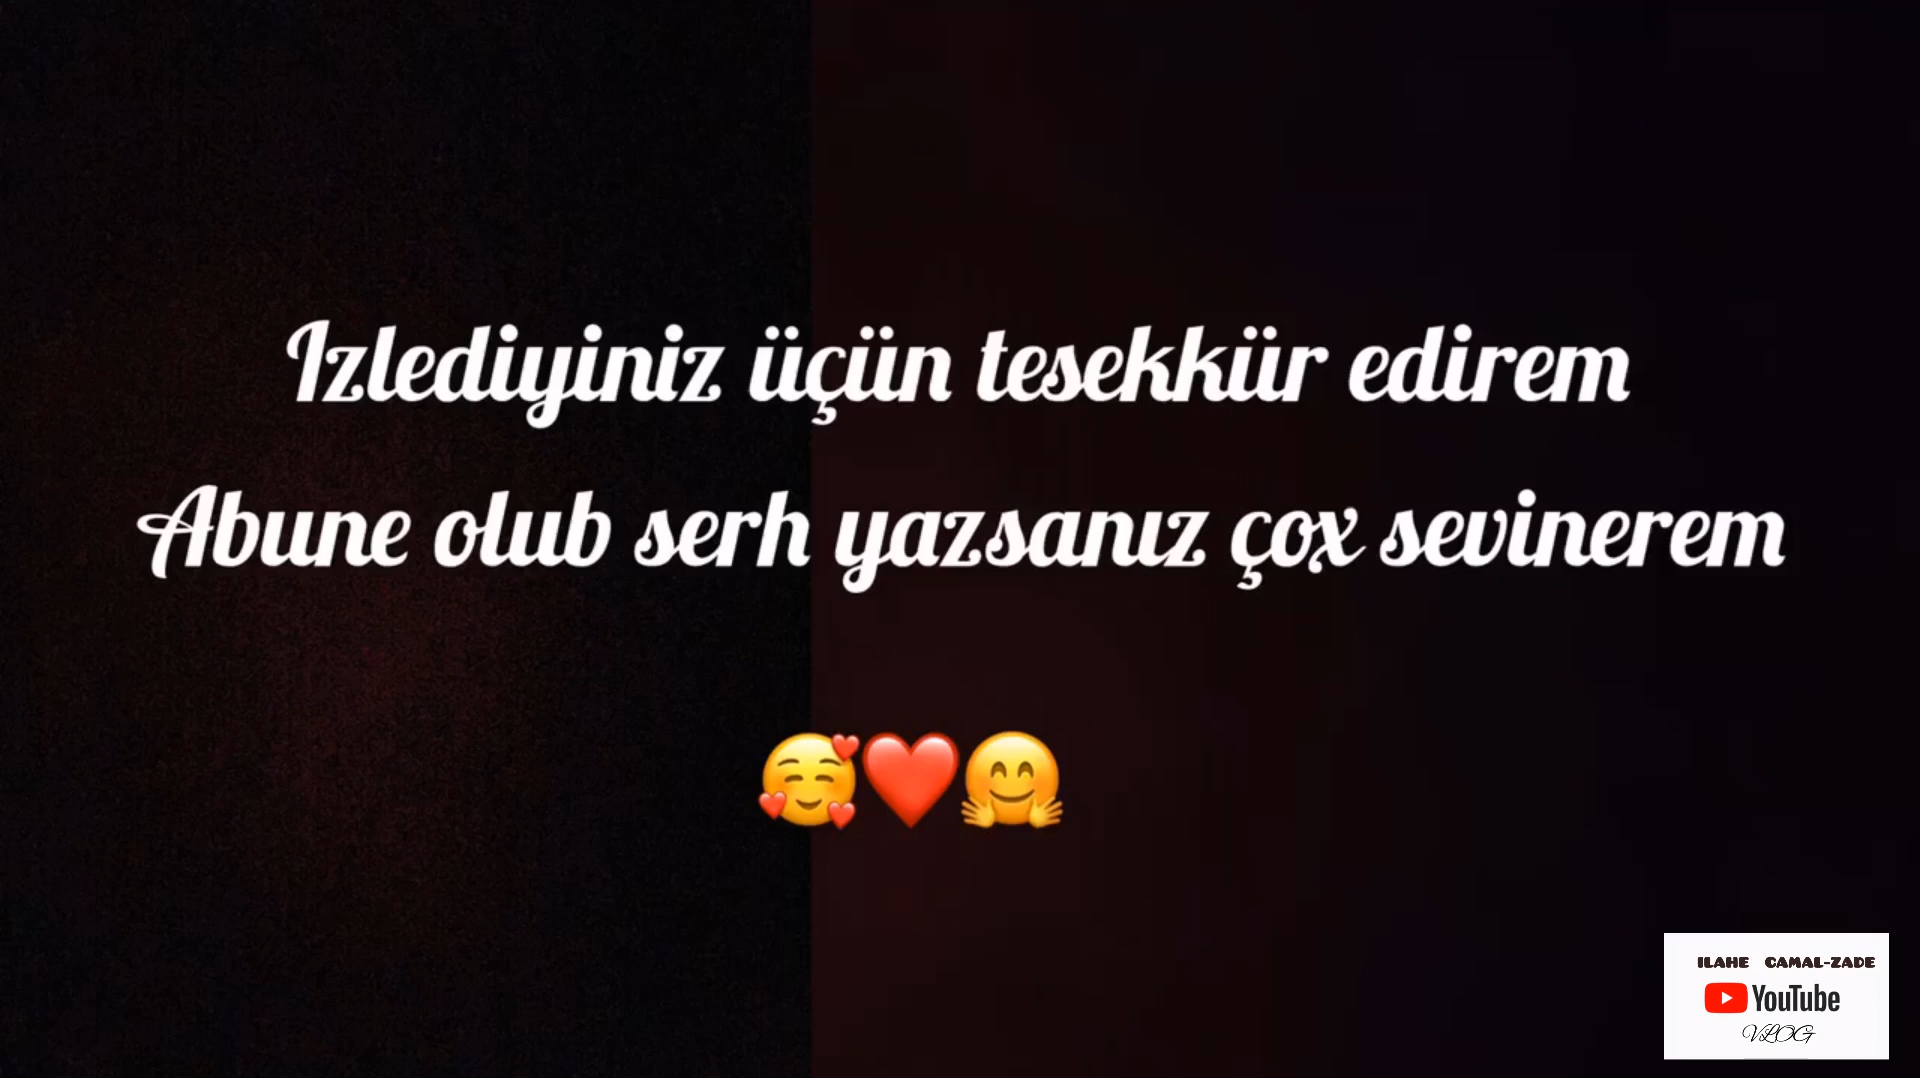 Izlediyiniz üçün tesekkür edirem
Abune olub serh yazsanız çox sevinerem
🥰❤️🤗
ILAHE CAMAL-ZADE
YouTube
VLOG